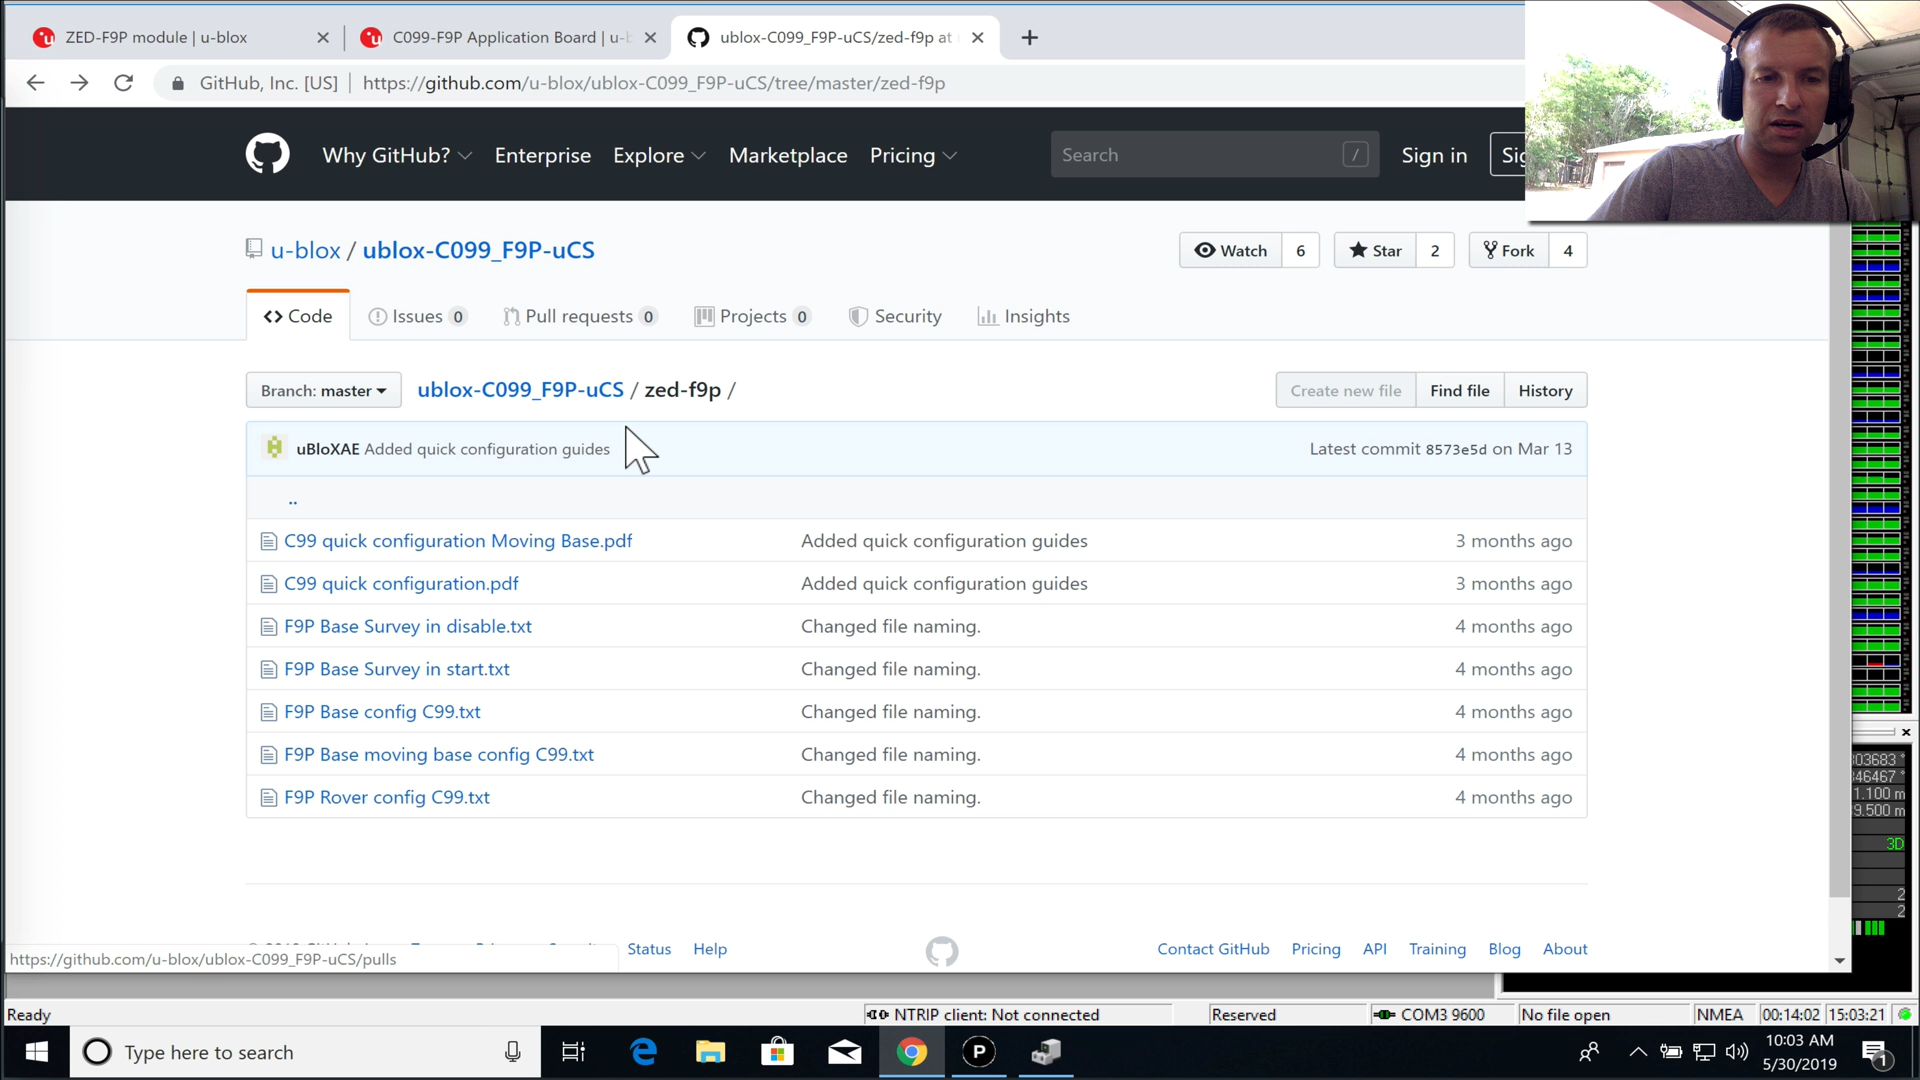 ZED-F9P module | u-blox
C099-F9P Application Board | u-b
ublox-C099_F9P-uCS/zed-f9p at
GitHub, Inc. [US] | https://github.com/u-blox/ublox-C099_F9P-uCS/tree/master/zed-f9p
Why GitHub? Enterprise Explore Marketplace Pricing Search / Sign in Sig
u-blox / ublox-C099_F9P-uCS
Watch 6 Star 2 Fork 4
Code Issues 0 Pull requests 0 Projects 0 Security Insights
Branch: master ublox-C099_F9P-uCS / zed-f9p / Create new file Find file History
uBloXAE Added quick configuration guides Latest commit 8573e5d on Mar 13
..
C99 quick configuration Moving Base.pdf Added quick configuration guides 3 months ago
C99 quick configuration.pdf Added quick configuration guides 3 months ago
F9P Base Survey in disable.txt Changed file naming. 4 months ago
F9P Base Survey in start.txt Changed file naming. 4 months ago
F9P Base config C99.txt Changed file naming. 4 months ago
F9P Base moving base config C99.txt Changed file naming. 4 months ago
F9P Rover config C99.txt Changed file naming. 4 months ago
03683 °
46467 °
1.100 m
9.500 m
3D
2
2
Status Help Contact GitHub Pricing API Training Blog About
https://github.com/u-blox/ublox-C099_F9P-uCS/pulls
Ready NTRIP client: Not connected Reserved COM3 9600 No file open NMEA 00:14:02 15:03:21
Type here to search
10:03 AM
5/30/2019
1